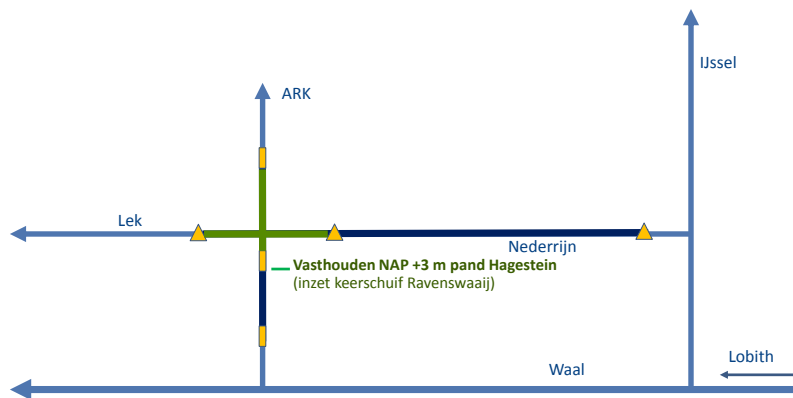 IJssel
ARK
Lek
Nederrijn
Vasthouden NAP +3 m pand Hagestein
(inzet keerschuif Ravenswaaij)
Lobith
Waal